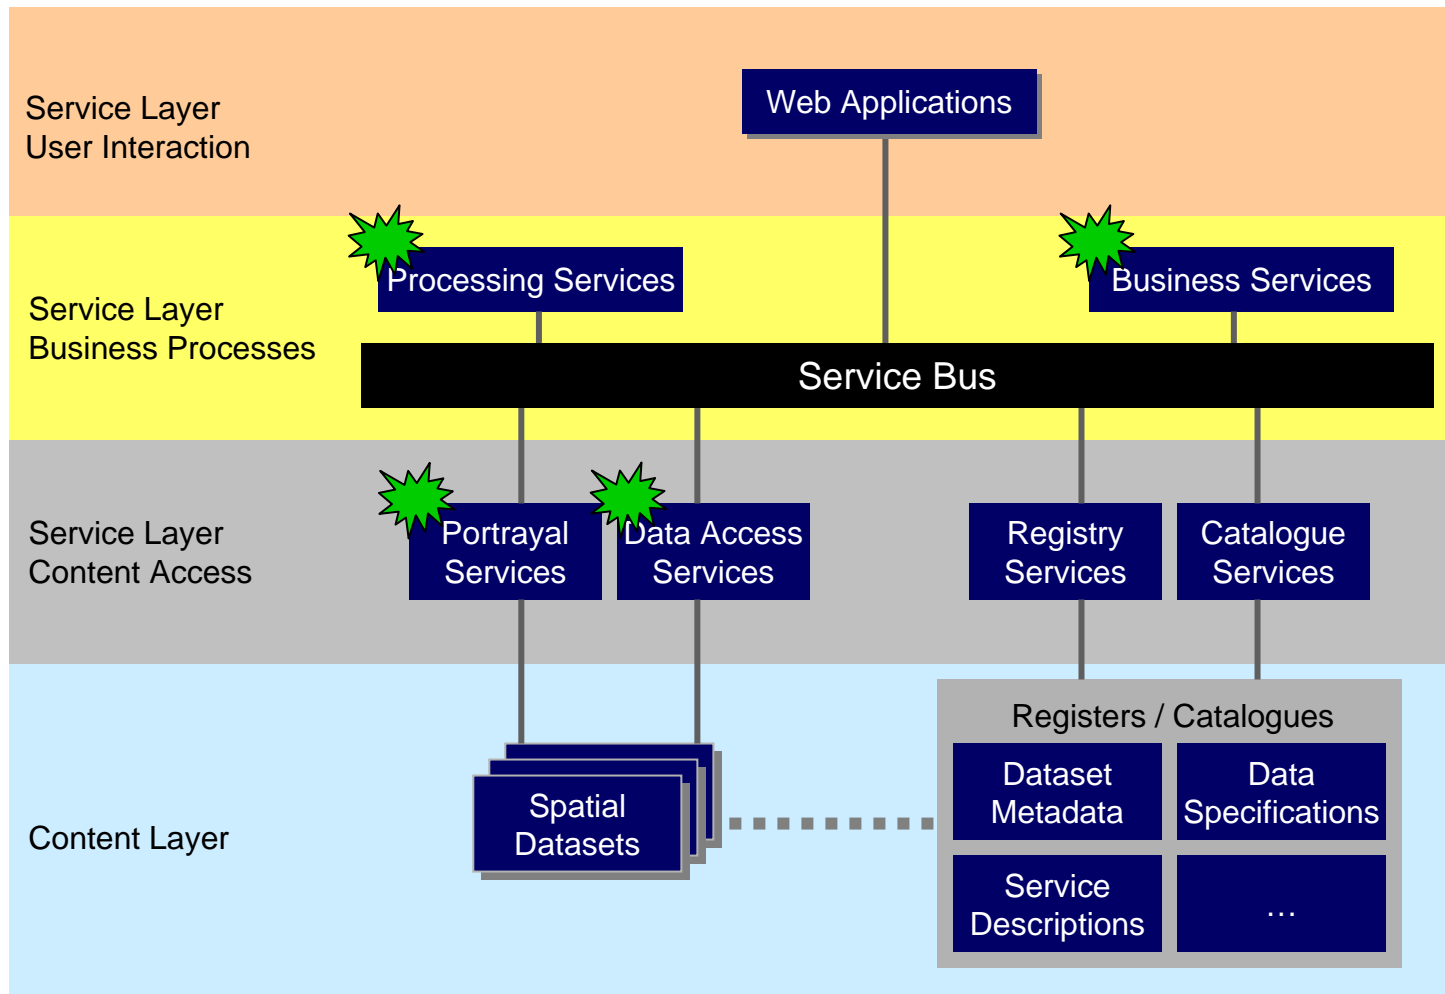 Service Layer
User Interaction
Web Applications
Service Layer
Business Processes
Processing Services
Business Services
Service Bus
Service Layer
Content Access
Portrayal
Services
Data Access
Services
Registry
Services
Catalogue
Services
Content Layer
Spatial
Datasets
Registers / Catalogues
Dataset
Metadata
Data
Specifications
Service
Descriptions
…